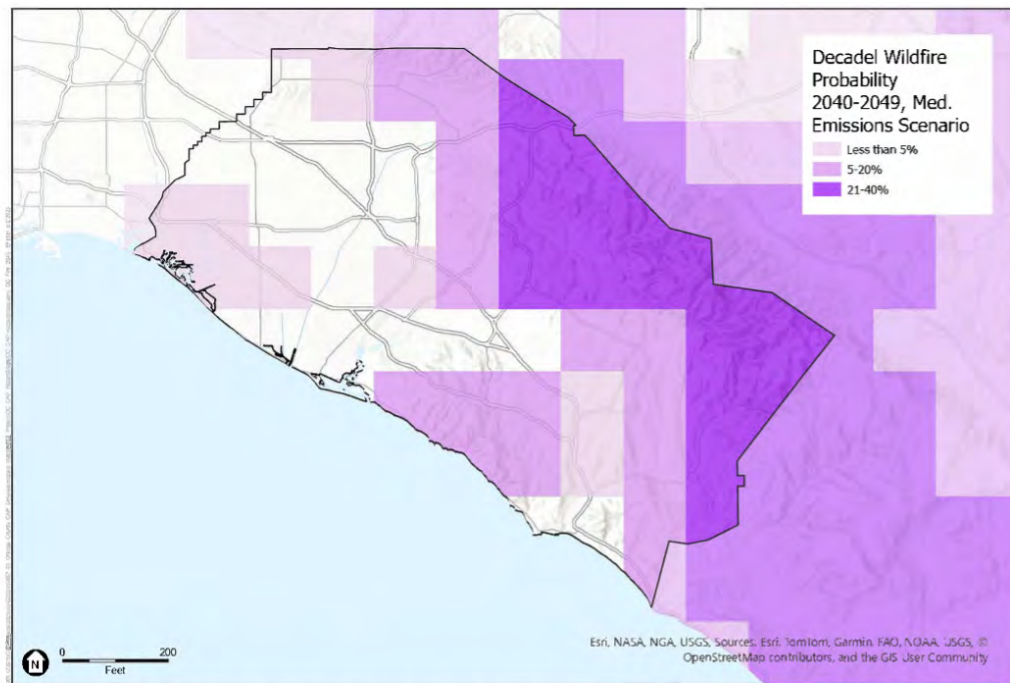 Decadel Wildfire
Probability
2040-2049, Med.
Emissions Scenario
Less than 5%
5-20%
21-40%
N
0 200
Feet
Esri, NASA, NGA, USGS, Sources. Esri. TomTom, Garmin. FAO, NOAA, USGS, ©
OpenStreetMap contributors, and the GIS User Community